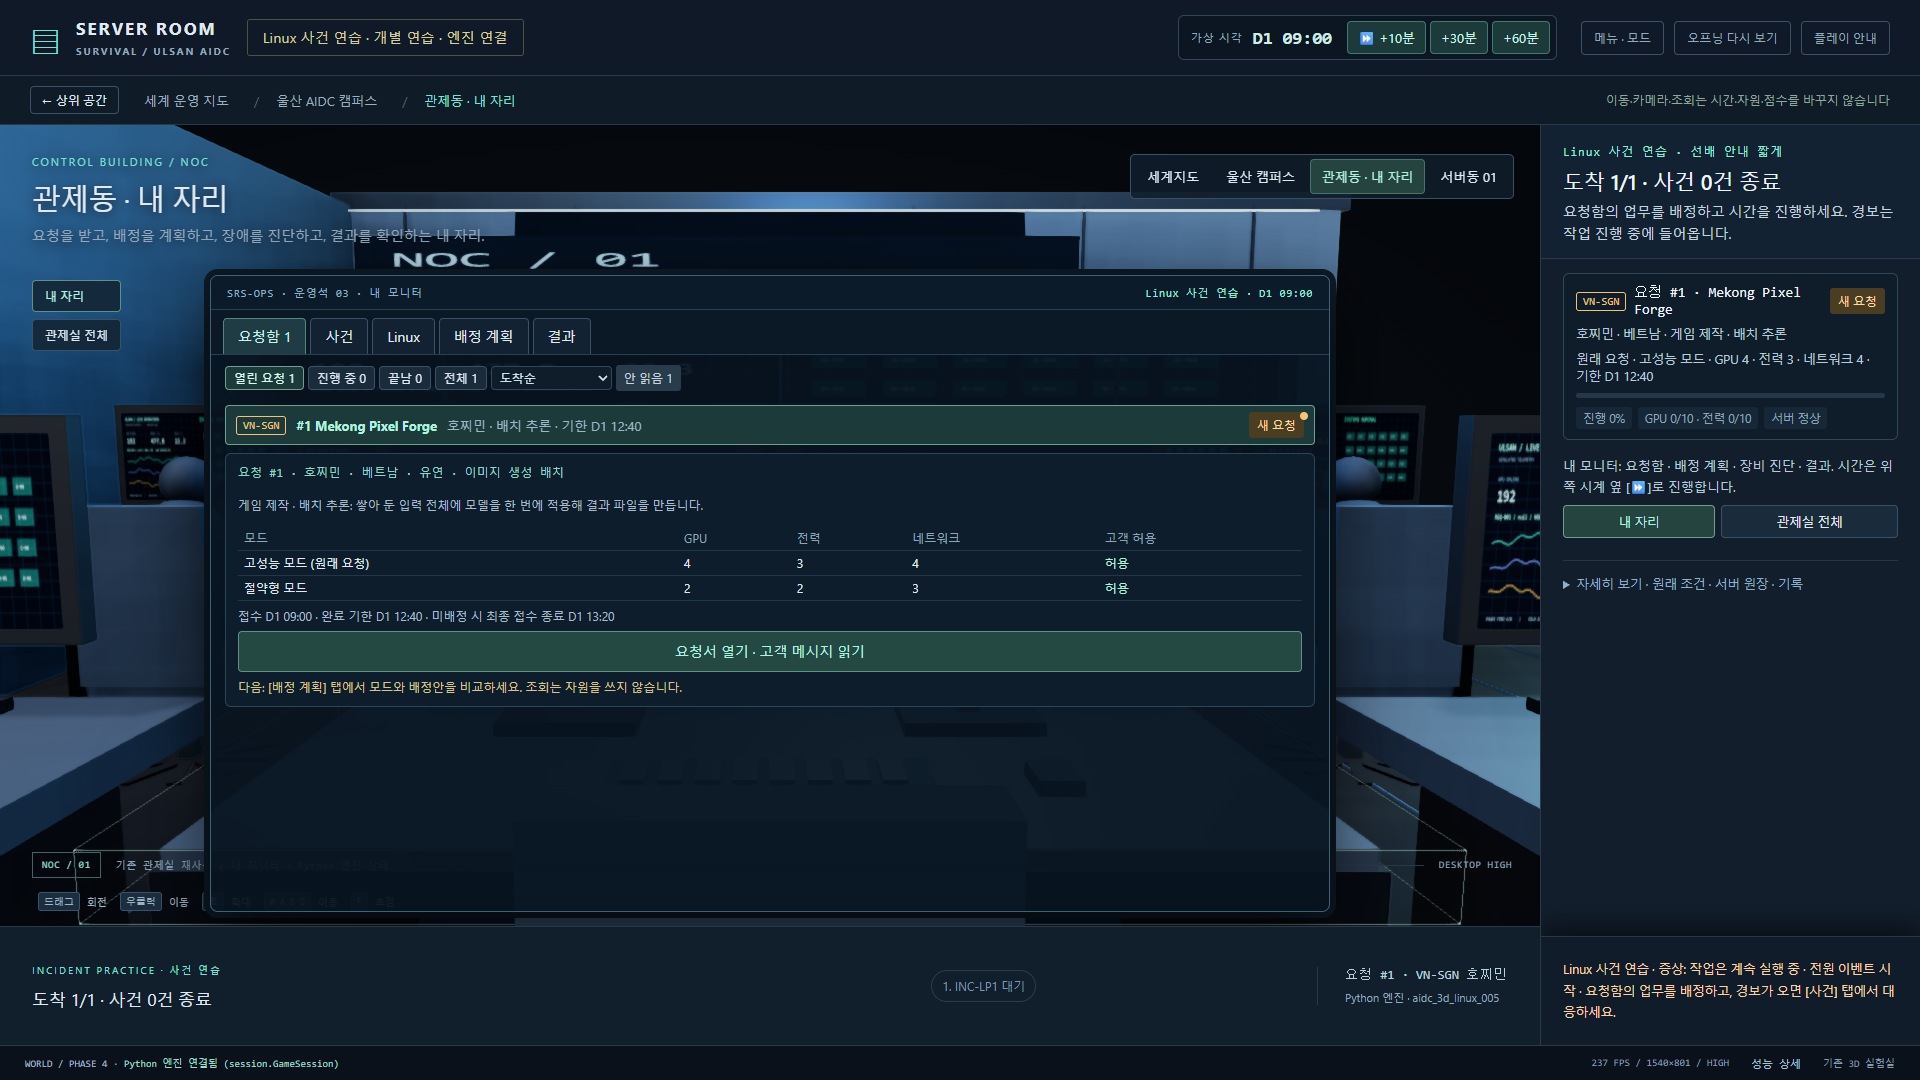 SERVER ROOM
SURVIVAL / ULSAN AIDC
Linux 사건 연습 · 개별 연습 · 엔진 연결
가상 시각 D1 09:00 ⏩ +10분 +30분 +60분
메뉴 · 모드 오프닝 다시 보기 플레이 안내
← 상위 공간 세계 운영 지도 / 울산 AIDC 캠퍼스 / 관제동 · 내 자리
이동·카메라·조회는 시간·자원·점수를 바꾸지 않습니다
CONTROL BUILDING / NOC
관제동 · 내 자리
요청을 받고, 배정을 계획하고, 장애를 진단하고, 결과를 확인하는 내 자리.
세계지도 울산 캠퍼스 관제동 · 내 자리 서버동 01
내 자리
관제실 전체
NOC / 01
SRS-OPS · 운영석 03 · 내 모니터
Linux 사건 연습 · D1 09:00
요청함 1 사건 Linux 배정 계획 결과
열린 요청 1 진행 중 0 끝남 0 전체 1 도착순 안 읽음 1
VN-SGN #1 Mekong Pixel Forge 호찌민 · 배치 추론 · 기한 D1 12:40 새 요청
요청 #1 · 호찌민 · 베트남 · 유연 · 이미지 생성 배치
게임 제작 · 배치 추론: 쌓아 둔 입력 전체에 모델을 한 번에 적용해 결과 파일을 만듭니다.
모드 GPU 전력 네트워크 고객 허용
고성능 모드 (원래 요청) 4 3 4 허용
절약형 모드 2 2 3 허용
접수 D1 09:00 · 완료 기한 D1 12:40 · 미배정 시 최종 접수 종료 D1 13:20
요청서 열기 · 고객 메시지 읽기
다음: [배정 계획] 탭에서 모드와 배정안을 비교하세요. 조회는 자원을 쓰지 않습니다.
ULSAN / LIVE
192
NOC / 01 기존 관제실 재사
DESKTOP HIGH
드래그 회전 우클릭 이동
Linux 사건 연습 · 선배 안내 짧게
도착 1/1 · 사건 0건 종료
요청함의 업무를 배정하고 시간을 진행하세요. 경보는
작업 진행 중에 들어옵니다.
VN-SGN 요청 #1 · Mekong Pixel
Forge
새 요청
호찌민 · 베트남 · 게임 제작 · 배치 추론
원래 요청 · 고성능 모드 · GPU 4 · 전력 3 · 네트워크 4 ·
기한 D1 12:40
진행 0% GPU 0/10 · 전력 0/10 서버 정상
내 모니터: 요청함 · 배정 계획 · 장비 진단 · 결과. 시간은 위
쪽 시계 옆 [⏩]로 진행합니다.
내 자리 관제실 전체
▶ 자세히 보기 · 원래 조건 · 서버 원장 · 기록
INCIDENT PRACTICE · 사건 연습
도착 1/1 · 사건 0건 종료
1. INC-LP1 대기
요청 #1 · VN-SGN 호찌민
Python 엔진 · aidc_3d_linux_005
Linux 사건 연습 · 증상: 작업은 계속 실행 중 · 전원 이벤트 시
작 · 요청함의 업무를 배정하고, 경보가 오면 [사건] 탭에서 대
응하세요.
WORLD / PHASE 4 · Python 엔진 연결됨 (session.GameSession)
237 FPS / 1540×801 / HIGH 성능 상세 기존 3D 실험실